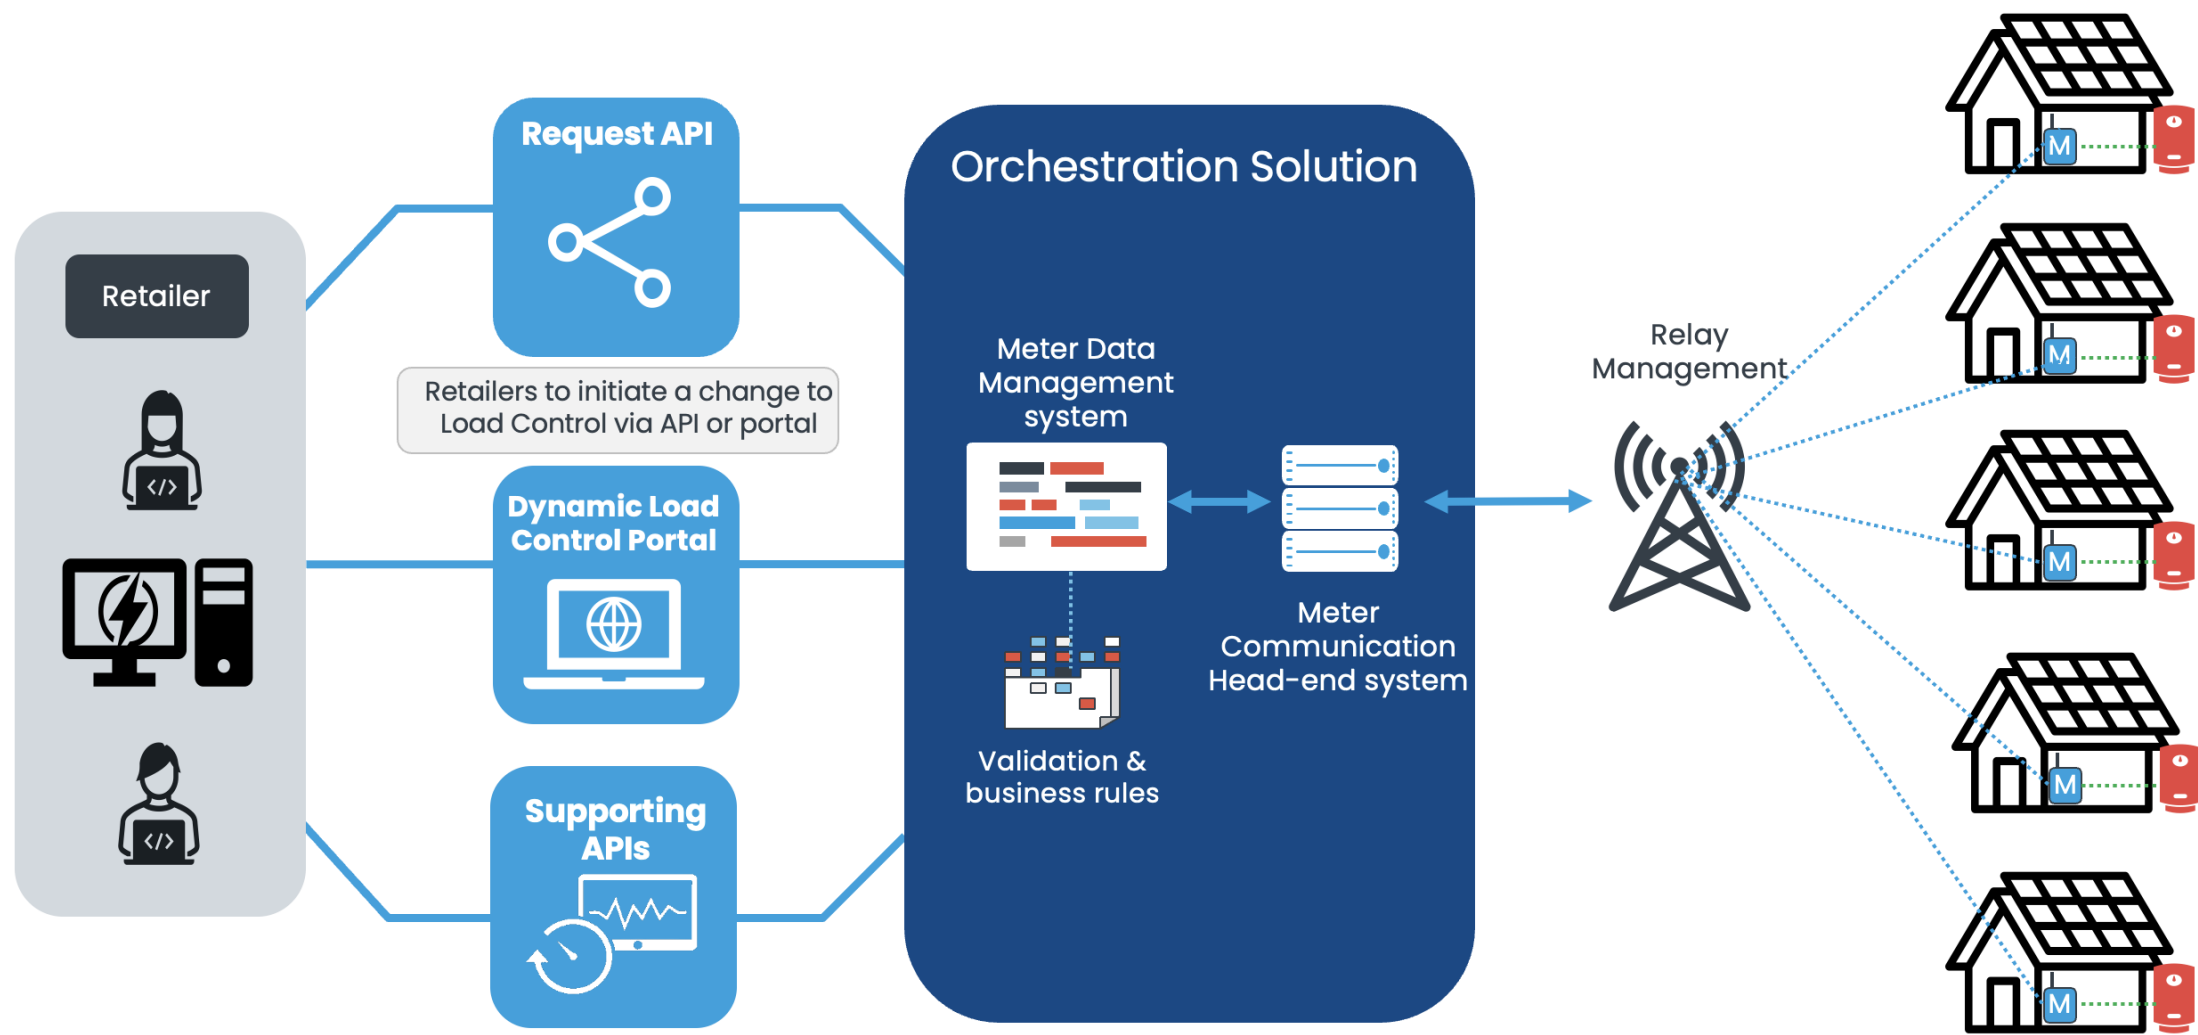 Retailer
</>
</>
Request API
Retailers to initiate a change to
Load Control via API or portal
Dynamic Load
Control Portal
Supporting
APIs
Orchestration Solution
Meter Data
Management
system
Validation &
business rules
Meter
Communication
Head-end system
Relay
Management
M
M
M
M
M